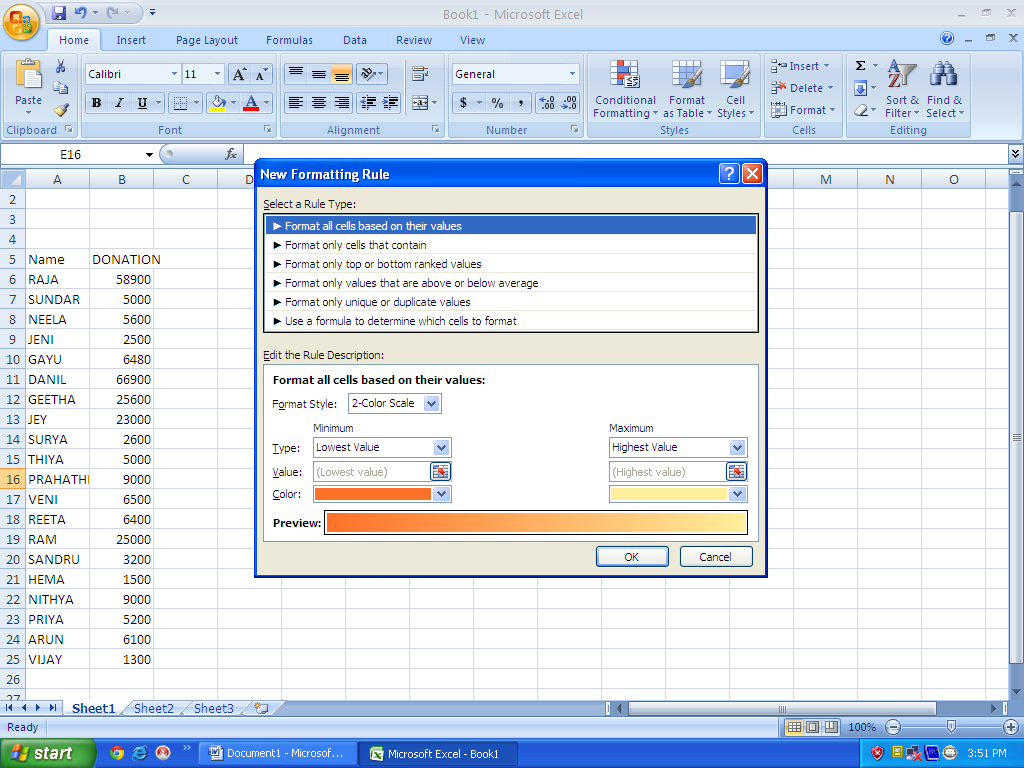 Book1 - Microsoft Excel
Home Insert Page Layout Formulas Data Review View
Paste
Calibri 11 A A
B I U A
General
$ % , .00 .00
Conditional Formatting
Format as Table
Cell Styles
Insert
Delete
Format
Σ
Sort & Filter
Find & Select
Clipboard Font Alignment Number Styles Cells Editing
E16 fx
A B C D M N O
New Formatting Rule ?
Select a Rule Type:
► Format all cells based on their values
► Format only cells that contain
► Format only top or bottom ranked values
► Format only values that are above or below average
► Format only unique or duplicate values
► Use a formula to determine which cells to format
Edit the Rule Description:
Format all cells based on their values:
Format Style: 2-Color Scale
Minimum Maximum
Type: Lowest Value Highest Value
Value: (Lowest value) (Highest value)
Color:
Preview:
OK Cancel
2
3
4
5 Name DONATION
6 RAJA 58900
7 SUNDAR 5000
8 NEELA 5600
9 JENI 2500
10 GAYU 6480
11 DANIL 66900
12 GEETHA 25600
13 JEY 23000
14 SURYA 2600
15 THIYA 5000
16 PRAHATHI 9000
17 VENI 6500
18 REETA 6400
19 RAM 25000
20 SANDRU 3200
21 HEMA 1500
22 NITHYA 9000
23 PRIYA 5200
24 ARUN 6100
25 VIJAY 1300
26
27
Sheet1 Sheet2 Sheet3
Ready 100%
start Document1 - Microsof... Microsoft Excel - Book1 3:51 PM